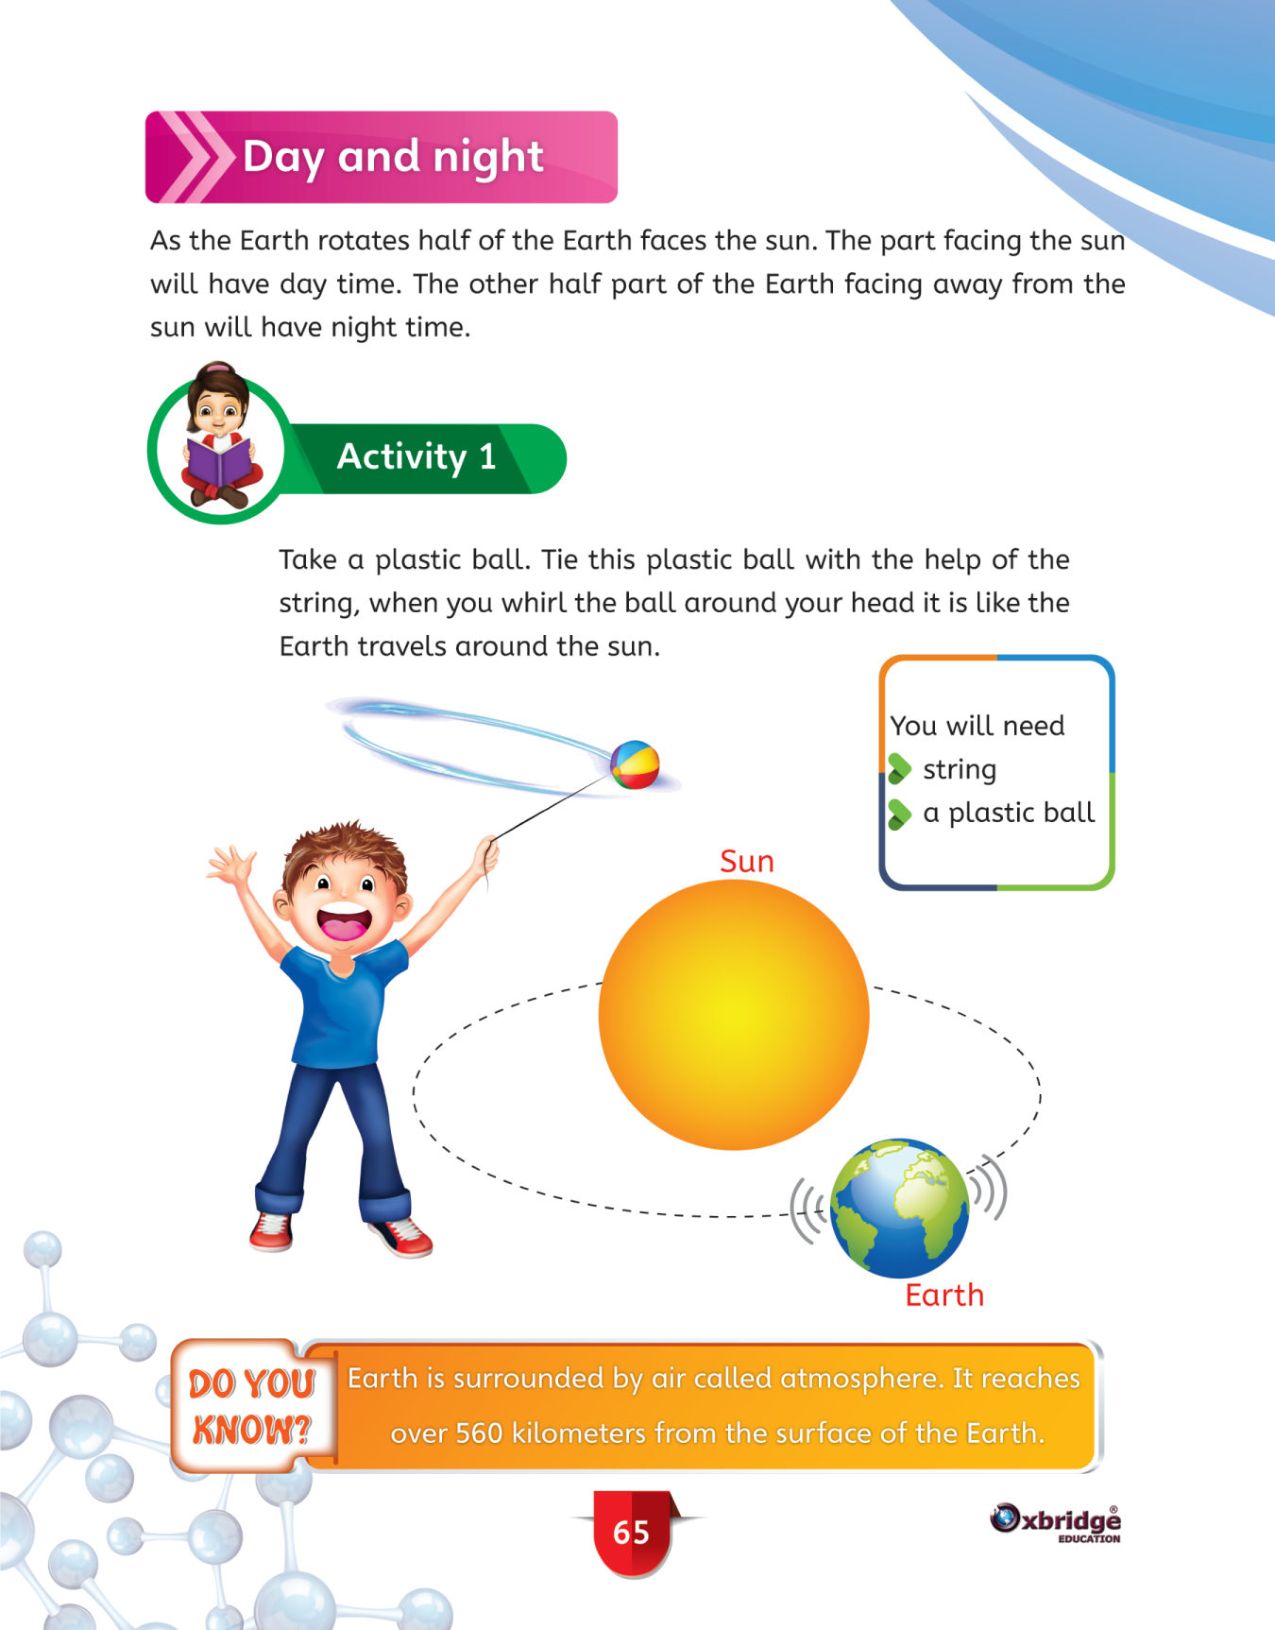 Day and night
As the Earth rotates half of the Earth faces the sun. The part facing the sun
will have day time. The other half part of the Earth facing away from the
sun will have night time.
Activity 1
Take a plastic ball. Tie this plastic ball with the help of the
string, when you whirl the ball around your head it is like the
Earth travels around the sun.
You will need
string
a plastic ball
Sun
Earth
DO YOU
KNOW?
Earth is surrounded by air called atmosphere. It reaches
over 560 kilometers from the surface of the Earth.
65
Oxbridge®
EDUCATION